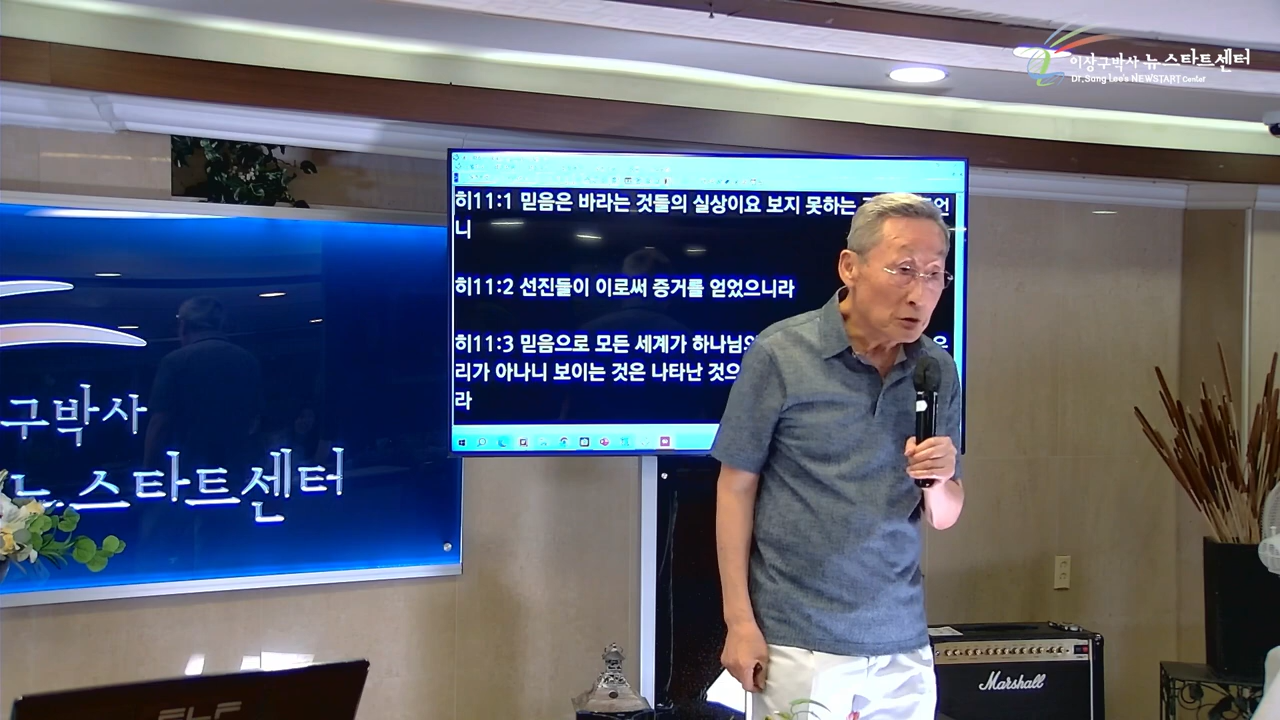 이상구박사 뉴스타트센터
Dr. Sang Lee's NEWSTART Center
히11:1 믿음은 바라는 것들의 실상이요 보지 못하는
니
히11:2 선진들이 이로써 증거를 얻었으니라
히11:3 믿음으로 모든 세계가 하나님의
리가 아나니 보이는 것은 나타난 것으
라
구박사
뉴스타트센터
Marshall